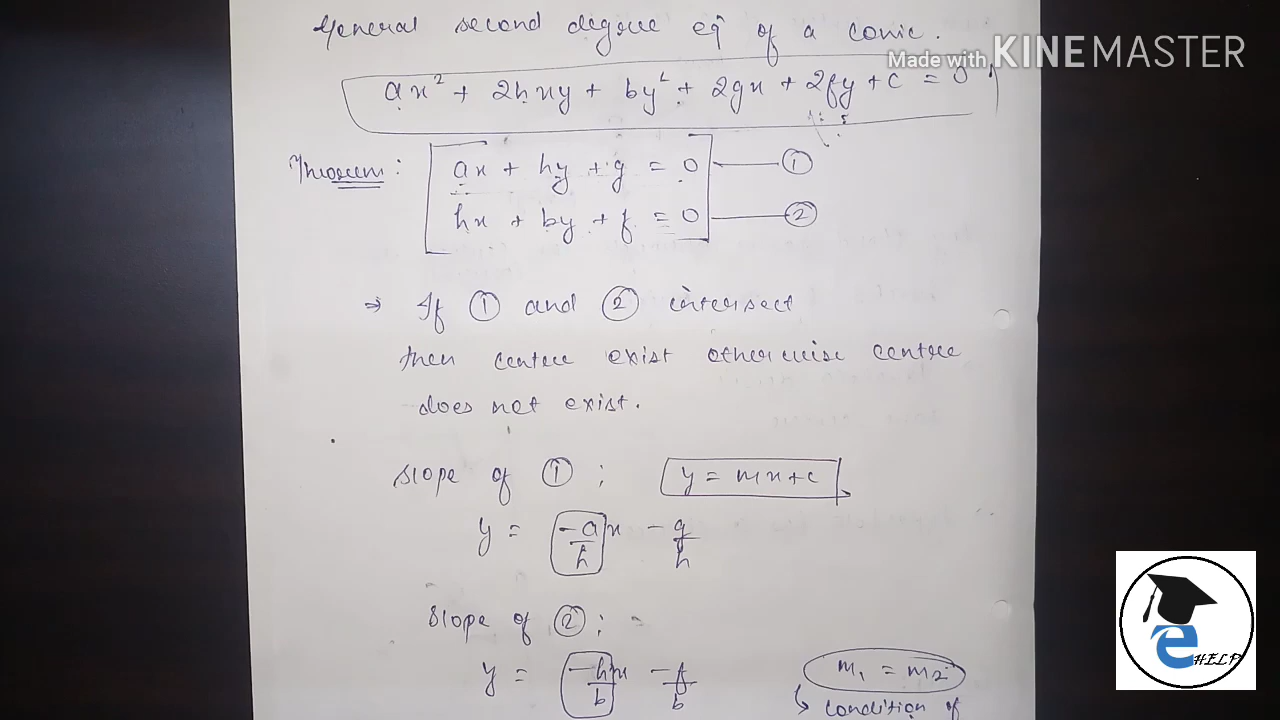 General second degree eqn of a conic.
Made with KINEMASTER
ax² + 2hxy + by² + 2gx + 2fy + c = 0
Theorem : ax + hy + g = 0 ①
hx + by + f = 0 ②
⇒ If ① and ② intersect
then centre exist otherwise centre
does not exist.
Slope of ① ; y = mx+c
y = -a/h x - g/h
Slope of ② ;
y = -h/b x - f/b
m₁ = m₂
↳ condition of
e HELP